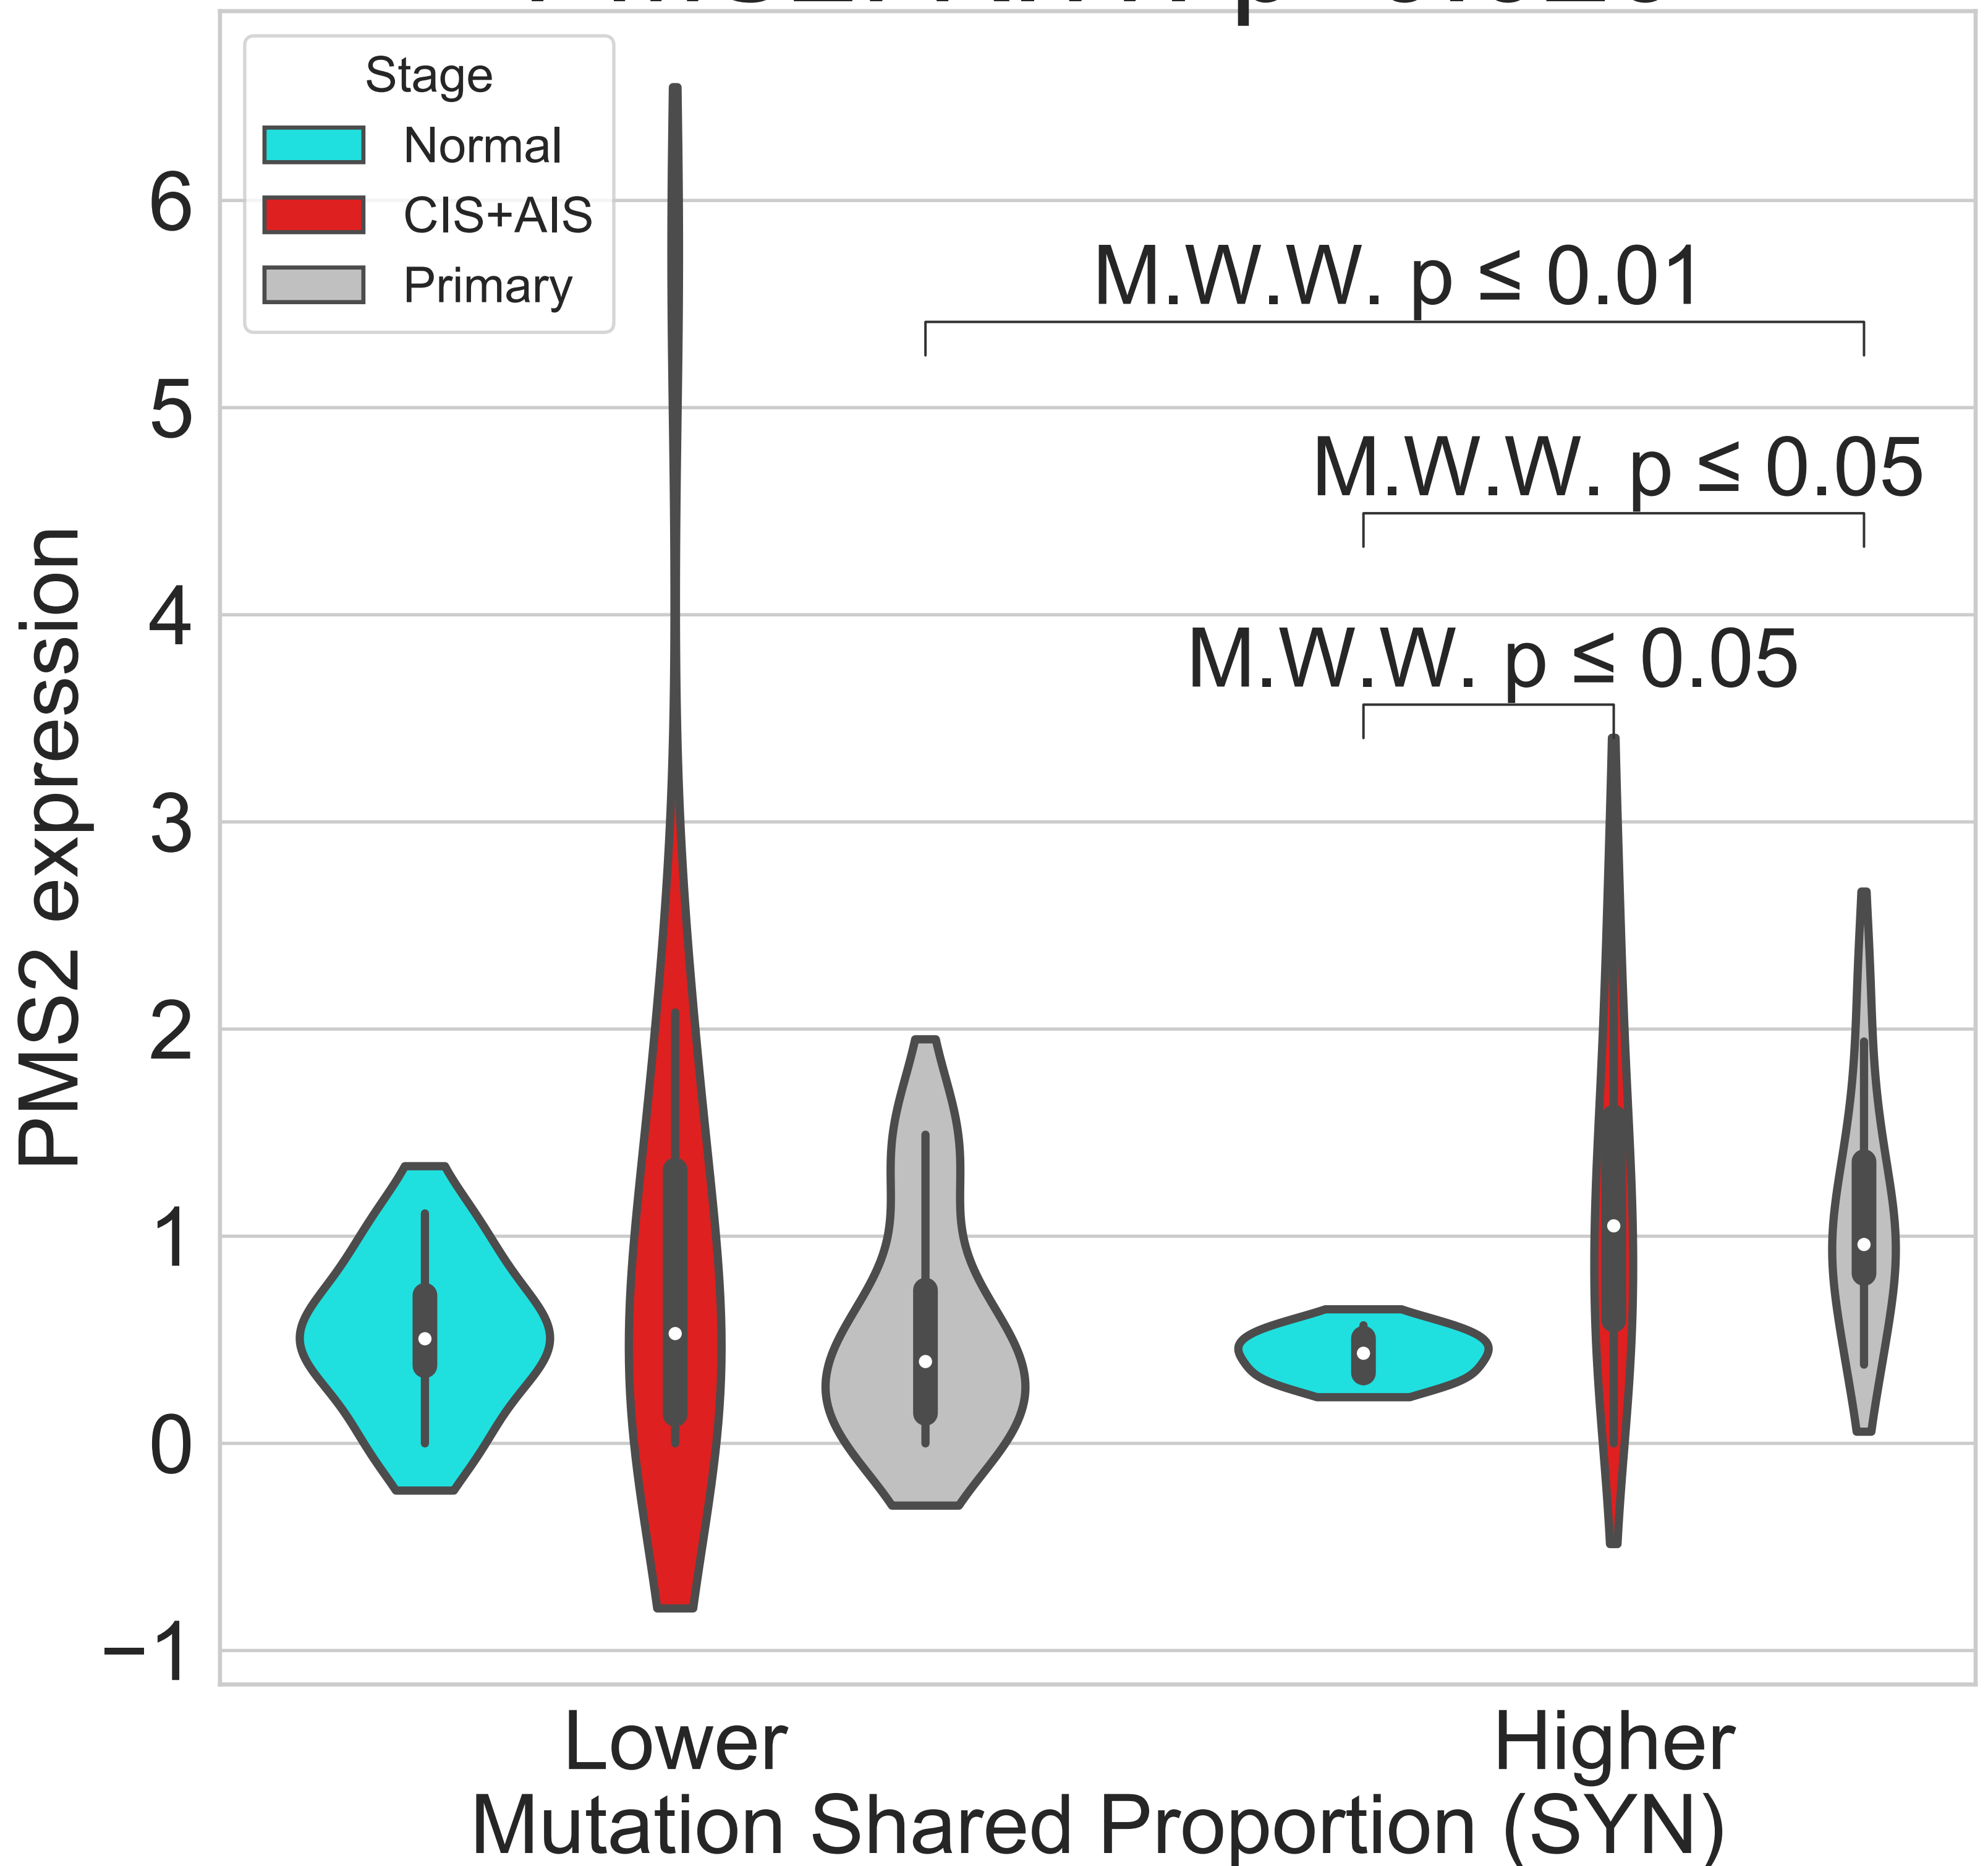 Stage
Normal
CIS+AIS
Primary
M.W.W. p ≤ 0.01
M.W.W. p ≤ 0.05
M.W.W. p ≤ 0.05
6
5
4
3
2
1
0
−1
PMS2 expression
Lower
Higher
Mutation Shared Proportion (SYN)